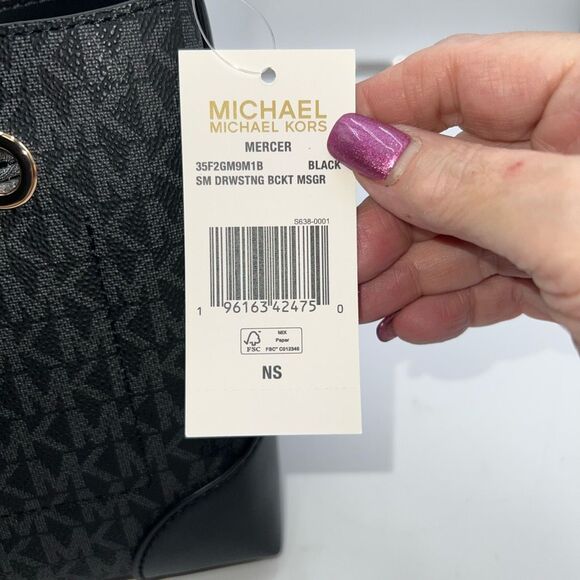 MICHAEL
MICHAEL KORS
MERCER
35F2GM9M1B BLACK
SM DRWSTNG BCKT MSGR
S638-0001
1 96163 42475 0
FSC
MIX
Paper
FSC® C012346
NS